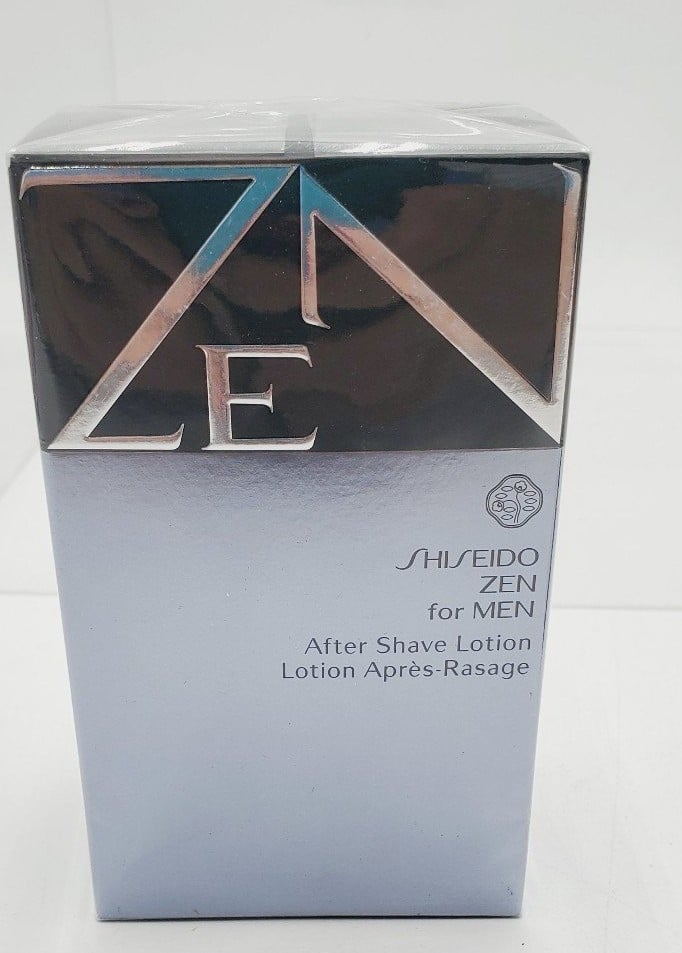 ZEN
SHISEIDO
ZEN
for MEN
After Shave Lotion
Lotion Après-Rasage